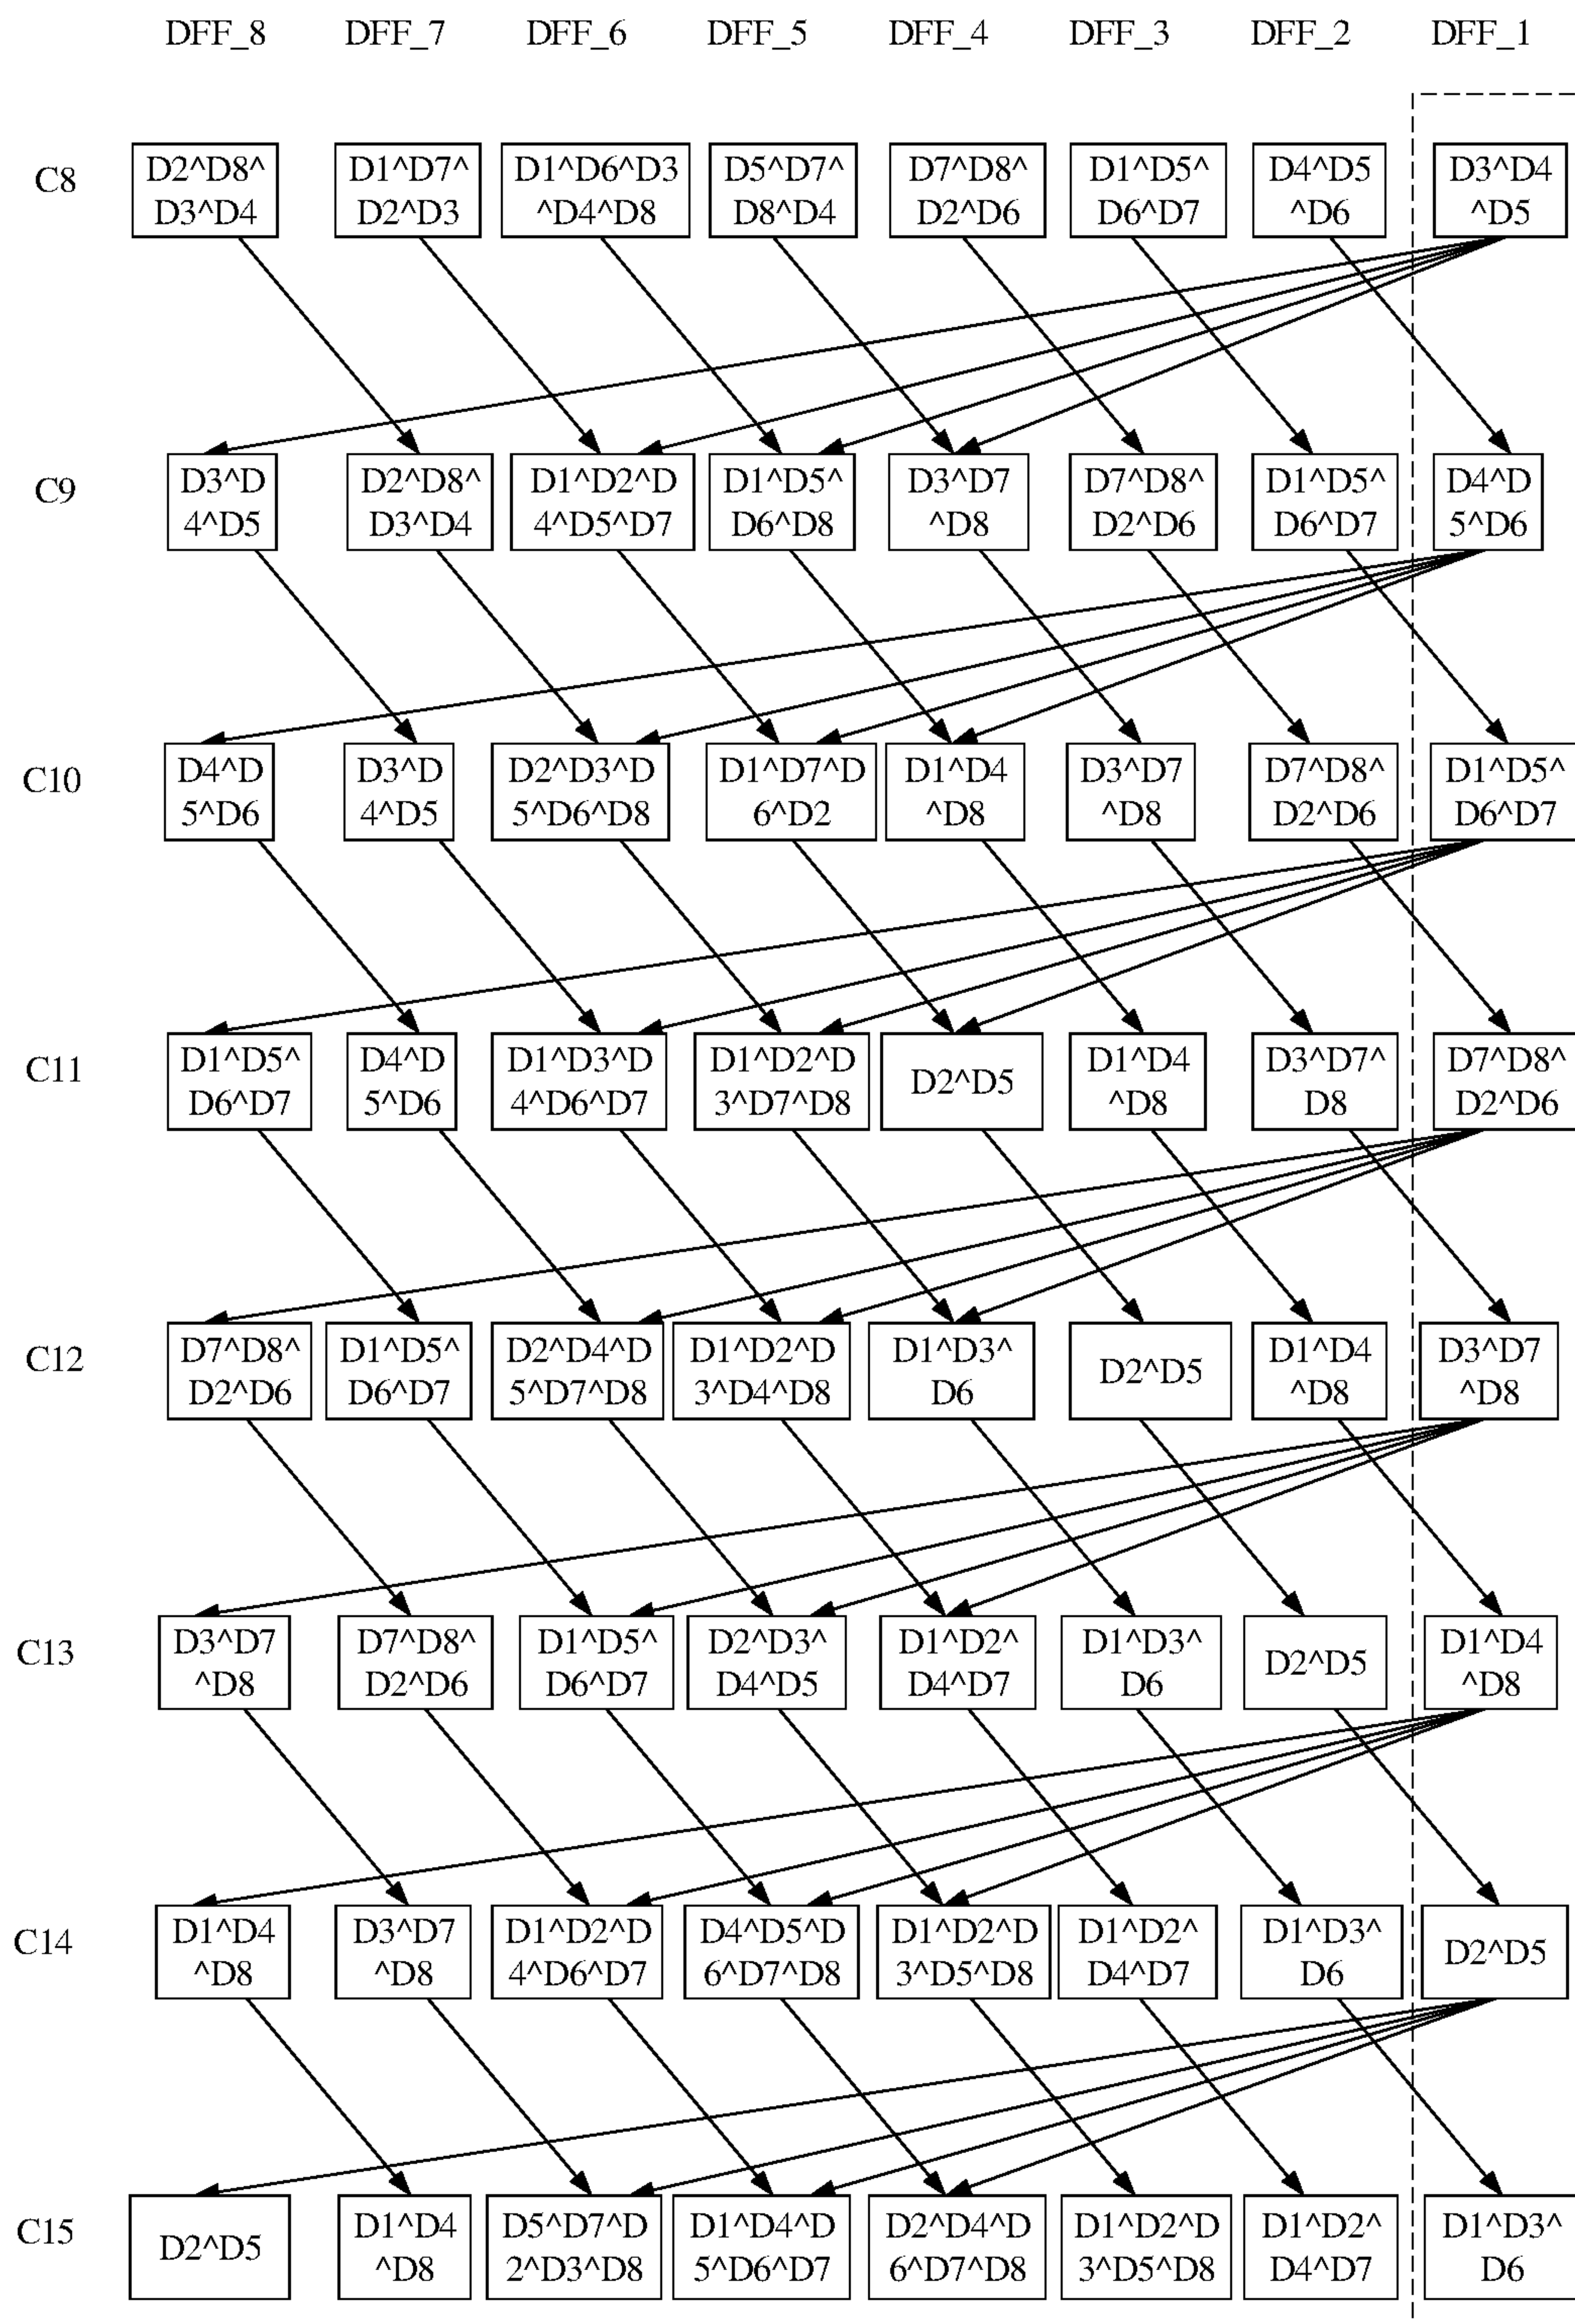 DFF_8 DFF_7 DFF_6 DFF_5 DFF_4 DFF_3 DFF_2 DFF_1
C8
D2^D8^ D1^D7^ D1^D6^D3 D5^D7^ D7^D8^ D1^D5^ D4^D5 D3^D4
D3^D4 D2^D3 ^D4^D8 D8^D4 D2^D6 D6^D7 ^D6 ^D5
C9
D3^D D2^D8^ D1^D2^D D1^D5^ D3^D7 D7^D8^ D1^D5^ D4^D
4^D5 D3^D4 4^D5^D7 D6^D8 ^D8 D2^D6 D6^D7 5^D6
C10
D4^D D3^D D2^D3^D D1^D7^D D1^D4 D3^D7 D7^D8^ D1^D5^
5^D6 4^D5 5^D6^D8 6^D2 ^D8 ^D8 D2^D6 D6^D7
C11
D1^D5^ D4^D D1^D3^D D1^D2^D D2^D5 D1^D4 D3^D7^ D7^D8^
D6^D7 5^D6 4^D6^D7 3^D7^D8 ^D8 D8 D2^D6
C12
D7^D8^ D1^D5^ D2^D4^D D1^D2^D D1^D3^ D2^D5 D1^D4 D3^D7
D2^D6 D6^D7 5^D7^D8 3^D4^D8 D6 ^D8 ^D8
C13
D3^D7 D7^D8^ D1^D5^ D2^D3^ D1^D2^ D1^D3^ D2^D5 D1^D4
^D8 D2^D6 D6^D7 D4^D5 D4^D7 D6 ^D8
C14
D1^D4 D3^D7 D1^D2^D D4^D5^D D1^D2^D D1^D2^ D1^D3^ D2^D5
^D8 ^D8 4^D6^D7 6^D7^D8 3^D5^D8 D4^D7 D6
C15
D2^D5 D1^D4 D5^D7^D D1^D4^D D2^D4^D D1^D2^D D1^D2^ D1^D3^
^D8 2^D3^D8 5^D6^D7 6^D7^D8 3^D5^D8 D4^D7 D6